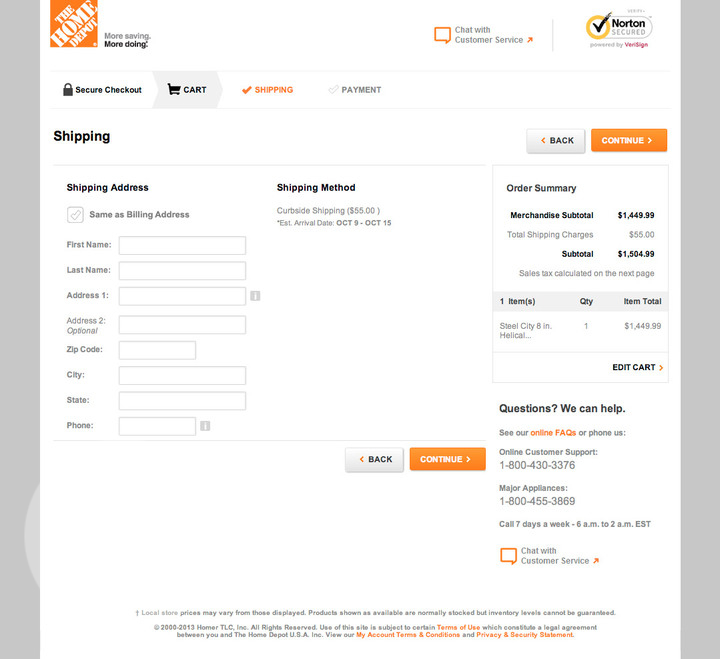 THE
HOME
DEPOT
More saving.
More doing.
Chat with
Customer Service
Norton
SECURED
powered by VeriSign
Secure Checkout
CART
SHIPPING
PAYMENT
Shipping
BACK
CONTINUE
Shipping Address
Same as Billing Address
First Name:
Last Name:
Address 1:
Address 2:
Optional
Zip Code:
City:
State:
Phone:
Shipping Method
Curbside Shipping ($55.00 )
*Est. Arrival Date: OCT 9 - OCT 15
BACK
CONTINUE
Order Summary
Merchandise Subtotal $1,449.99
Total Shipping Charges $55.00
Subtotal $1,504.99
Sales tax calculated on the next page
1 Item(s) Qty Item Total
Steel City 8 in. 1 $1,449.99
Helical...
EDIT CART
Questions? We can help.
See our online FAQs or phone us:
Online Customer Support:
1-800-430-3376
Major Appliances:
1-800-455-3869
Call 7 days a week - 6 a.m. to 2 a.m. EST
Chat with
Customer Service
† Local store prices may vary from those displayed. Products shown as available are normally stocked but inventory levels cannot be guaranteed.
© 2000-2013 Homer TLC, Inc. All Rights Reserved. Use of this site is subject to certain Terms of Use which constitute a legal agreement
between you and The Home Depot U.S.A. Inc. View our My Account Terms & Conditions and Privacy & Security Statement.